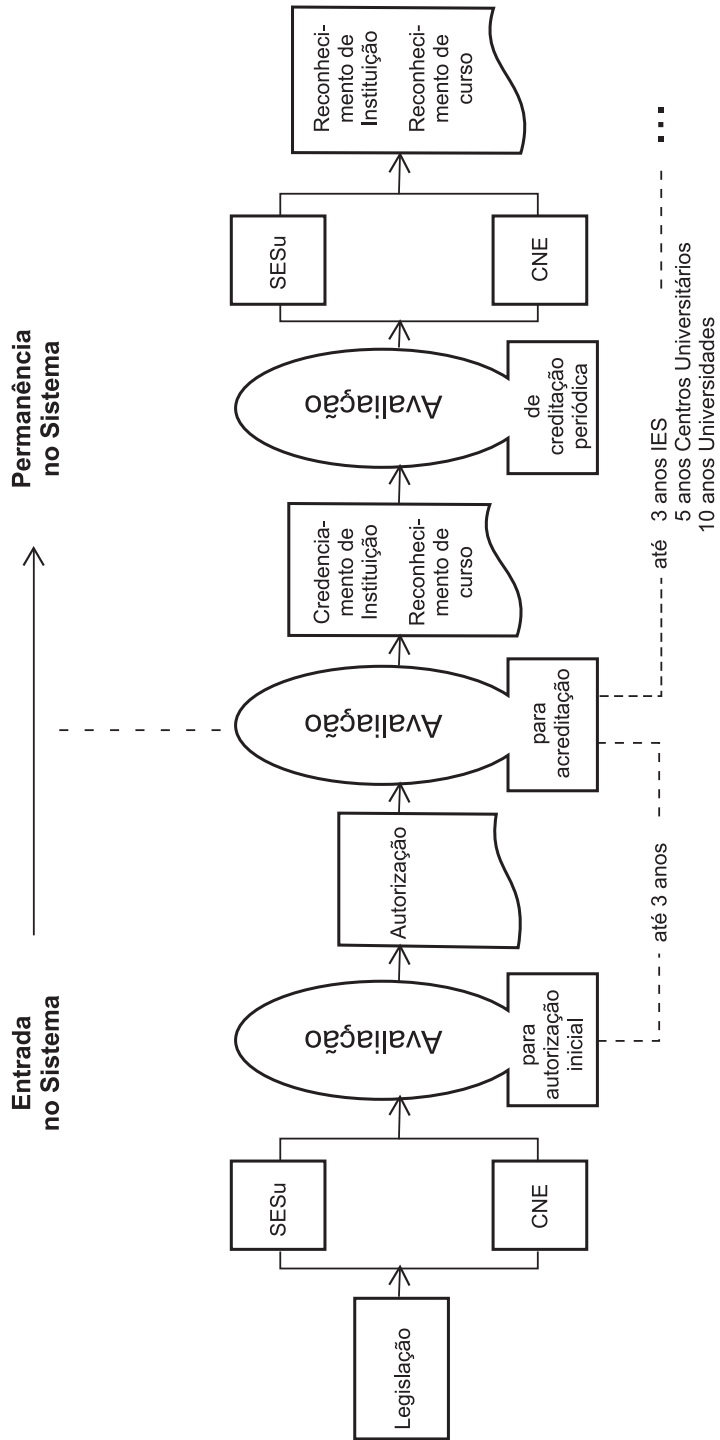 Entrada
no Sistema
Permanência
no Sistema
Legislação
SESu
CNE
Avaliação
para
autorização
inicial
Autorização
até 3 anos
Avaliação
para
acreditação
Credencia-
mento de
Instituição
Reconheci-
mento de
curso
até 3 anos IES
5 anos Centros Universitários
10 anos Universidades
Avaliação
de
creditação
periódica
SESu
CNE
Reconheci-
mento de
Instituição
Reconheci-
mento de
curso
...